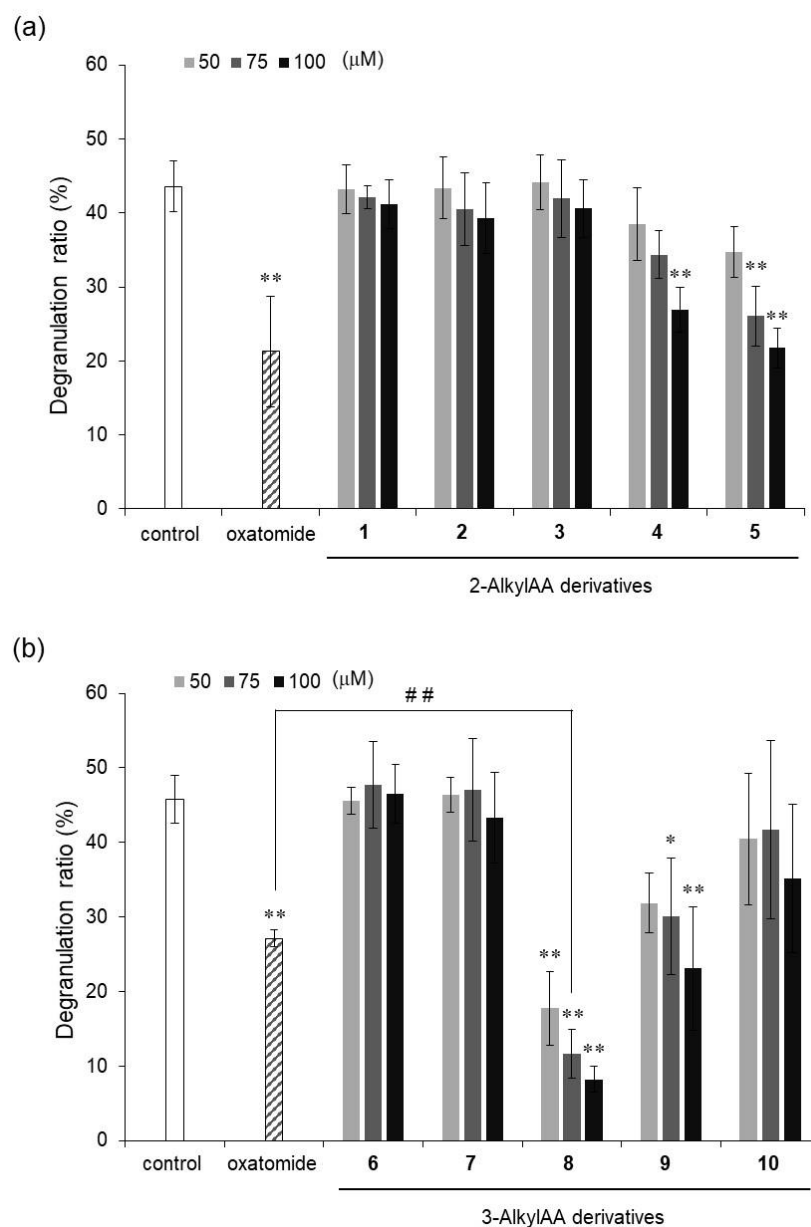 (a)
50 75 100 (μM)
Degranulation ratio (%)
60
50
40
30
20
10
0
**
**
**
**
control oxatomide 1 2 3 4 5
2-AlkylAA derivatives
(b)
50 75 100 (μM)
##
Degranulation ratio (%)
60
50
40
30
20
10
0
**
**
**
**
*
**
control oxatomide 6 7 8 9 10
3-AlkylAA derivatives